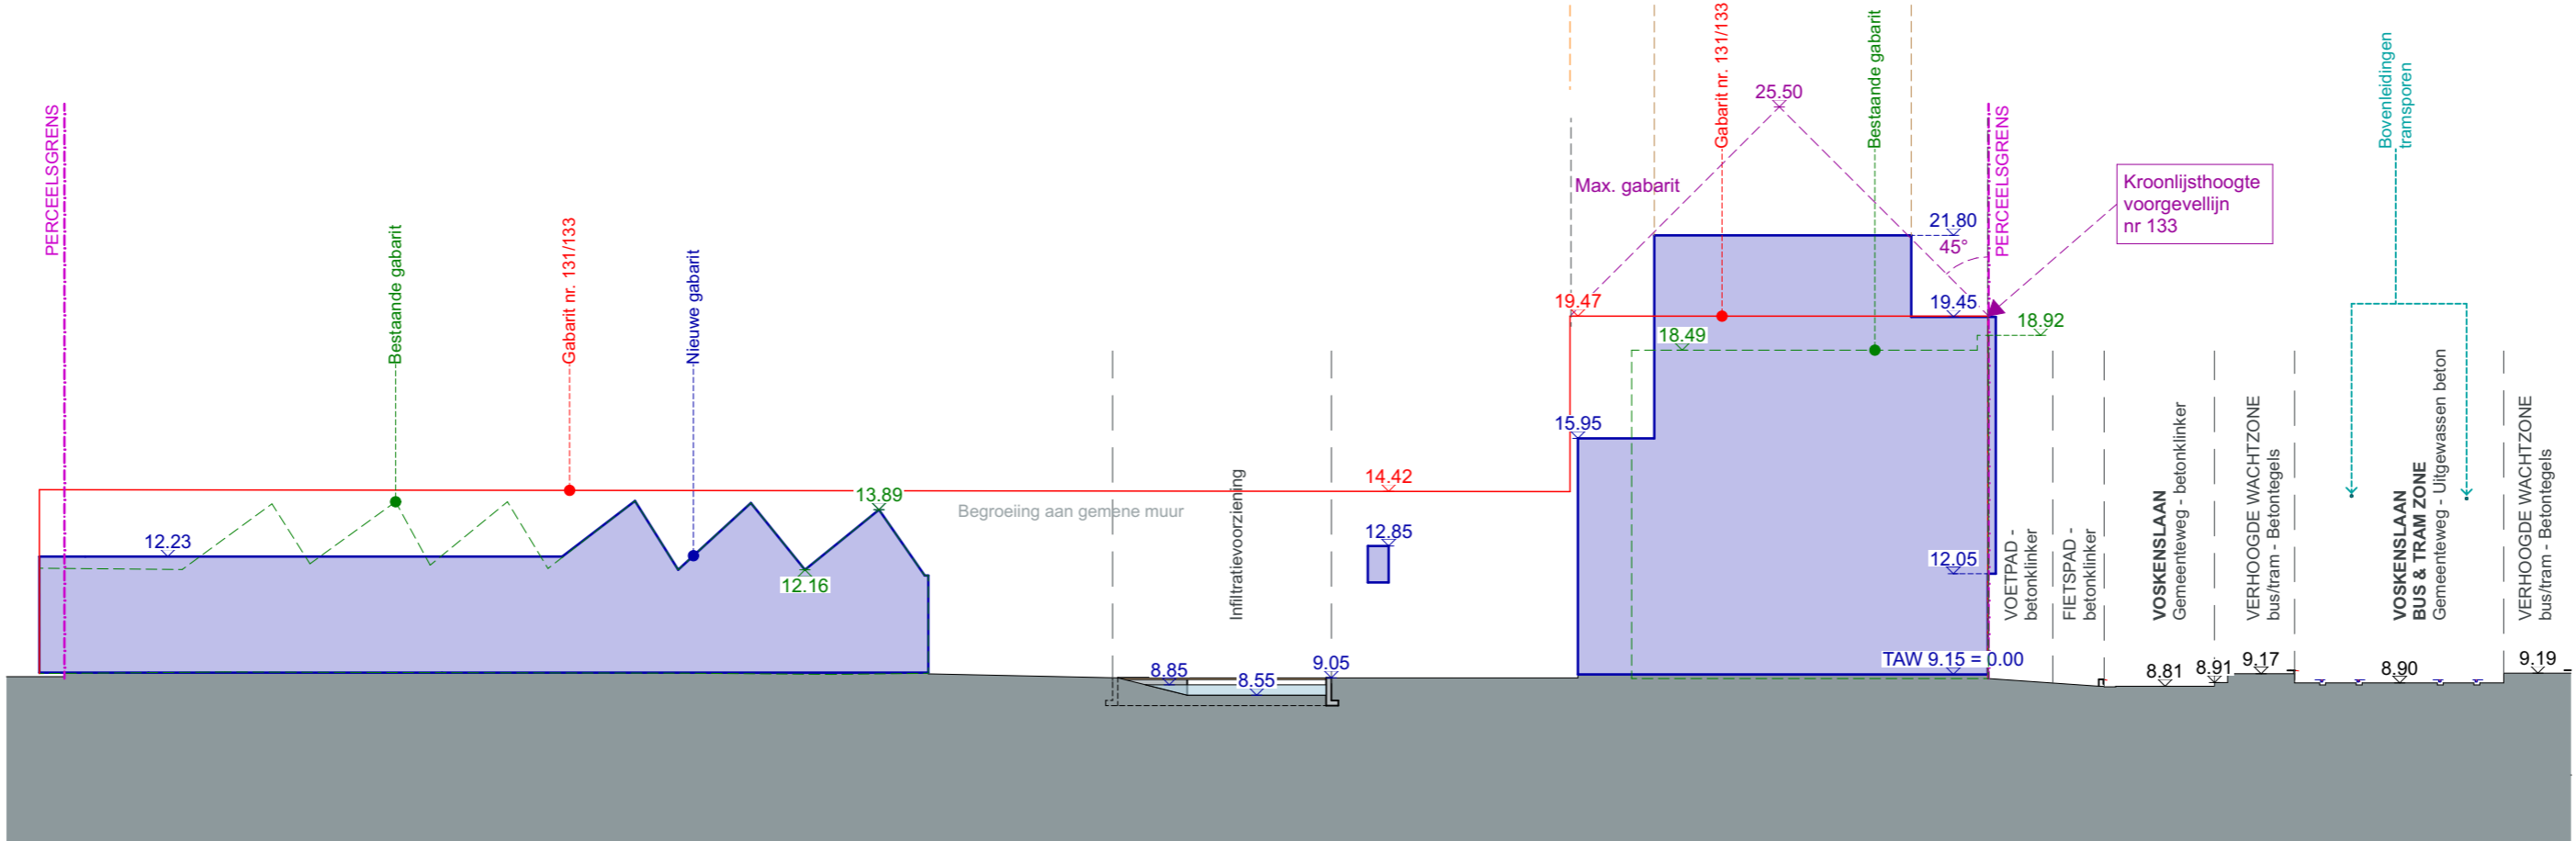 PERCEELSGRENS
Bestaande gabarit
Gabarit nr. 131/133
Nieuwe gabarit
12.23
13.89
12.16
Begroeiing aan gemene muur
Infiltratievoorziening
8.85
8.55
9.05
14.42
12.85
Max. gabarit
19.47
15.95
18.49
25.50
Gabarit nr. 131/133
Bestaande gabarit
21.80
45°
19.45
18.92
12.05
TAW 9.15 = 0.00
PERCEELSGRENS
Kroonlijsthoogte
voorgevellijn
nr 133
Bovenleidingen
tramsporen
VOETPAD -
betonklinker
FIETSPAD -
betonklinker
VOSKENSLAAN
Gemeenteweg - betonklinker
VERHOOGDE WACHTZONE
bus/tram - Betontegels
VOSKENSLAAN
BUS & TRAM ZONE
Gemeenteweg - Uitgewassen beton
VERHOOGDE WACHTZONE
bus/tram - Betontegels
8.81
8.91
9.17
8.90
9.19